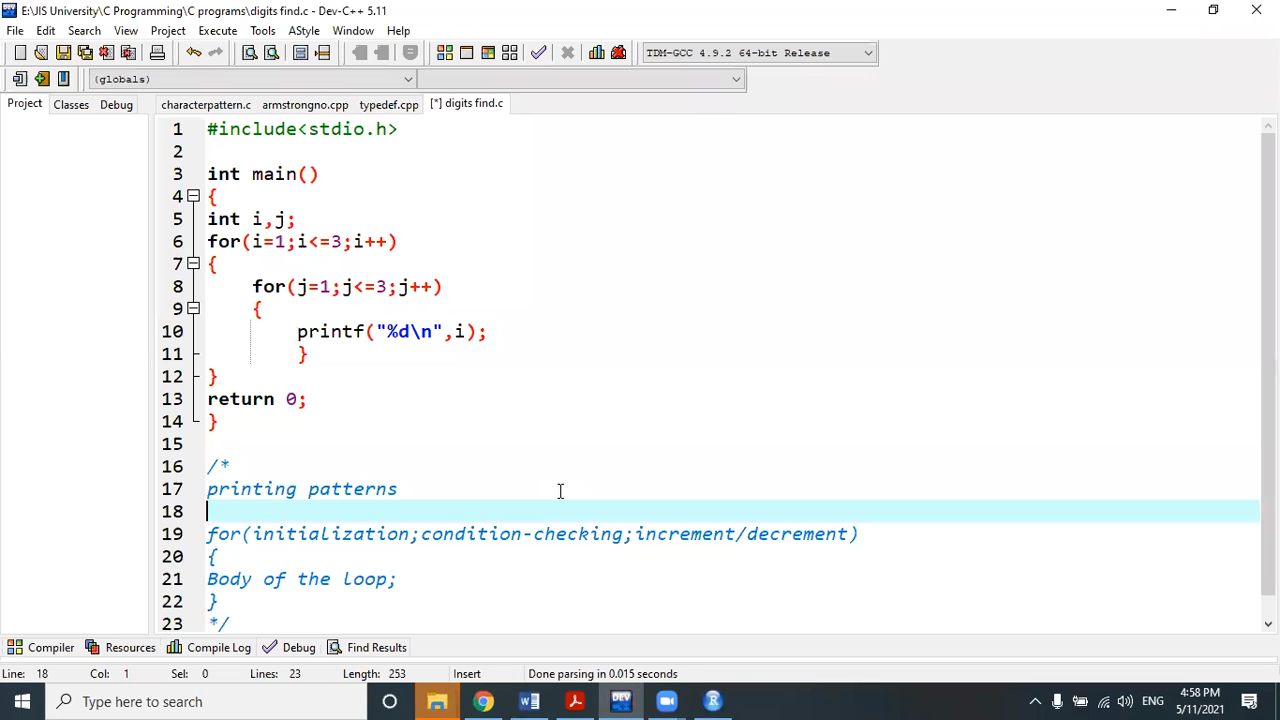 E:\JIS University\C Programming\C programs\digits find.c - Dev-C++ 5.11
File Edit Search View Project Execute Tools AStyle Window Help
TDM-GCC 4.9.2 64-bit Release
(globals)
Project Classes Debug characterpattern.c armstrongno.cpp typedef.cpp [*] digits find.c
1 #include<stdio.h>
2
3 int main()
4 {
5 int i,j;
6 for(i=1;i<=3;i++)
7 {
8 for(j=1;j<=3;j++)
9 {
10 printf("%d\n",i);
11 }
12 }
13 return 0;
14 }
15
16 /*
17 printing patterns
18
19 for(initialization;condition-checking;increment/decrement)
20 {
21 Body of the loop;
22 }
23 */
Compiler Resources Compile Log Debug Find Results
Line: 18 Col: 1 Sel: 0 Lines: 23 Length: 253 Insert Done parsing in 0.015 seconds
Type here to search
DEV
ENG
4:58 PM
5/11/2021